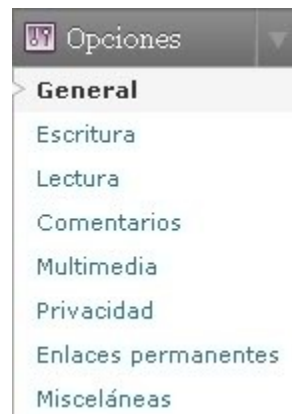 Opciones
General
Escritura
Lectura
Comentarios
Multimedia
Privacidad
Enlaces permanentes
Misceláneas